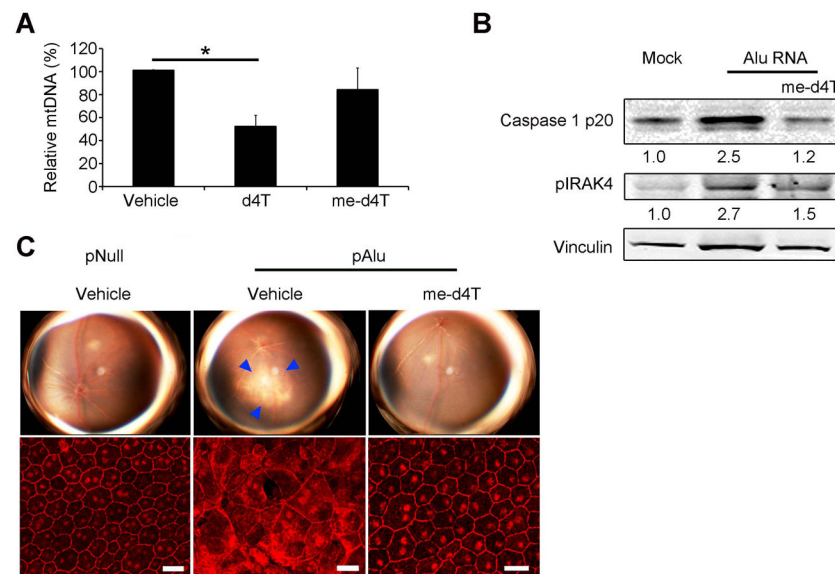 A
*
Relative mtDNA (%)
120
100
80
60
40
20
0
Vehicle d4T me-d4T
B
Mock Alu RNA
me-d4T
Caspase 1 p20
1.0 2.5 1.2
pIRAK4
1.0 2.7 1.5
Vinculin
C
pNull pAlu
Vehicle Vehicle me-d4T